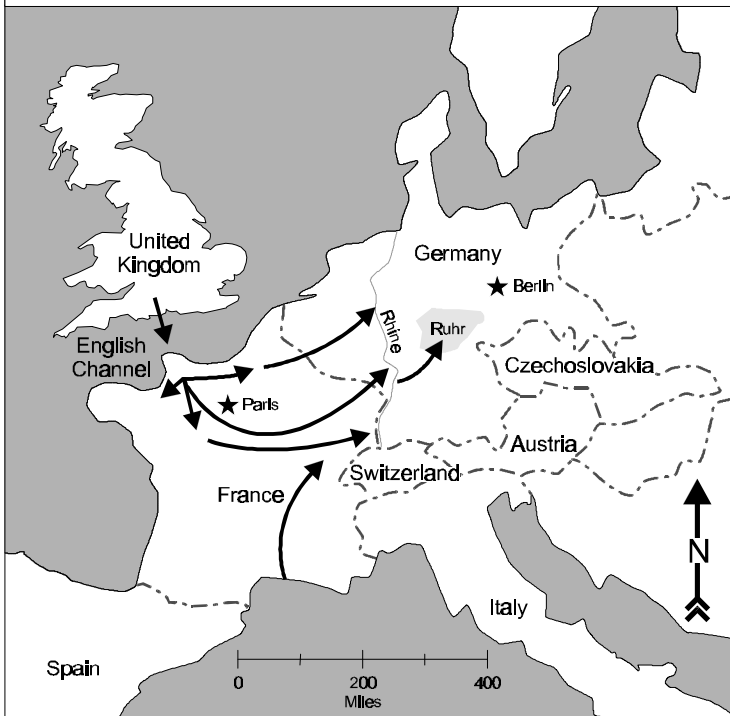 United
Kingdom
English
Channel
Germany
Berlin
Rhine
Ruhr
Czechoslovakia
Paris
Austria
Switzerland
France
N
Italy
Spain
0 200 400
Miles